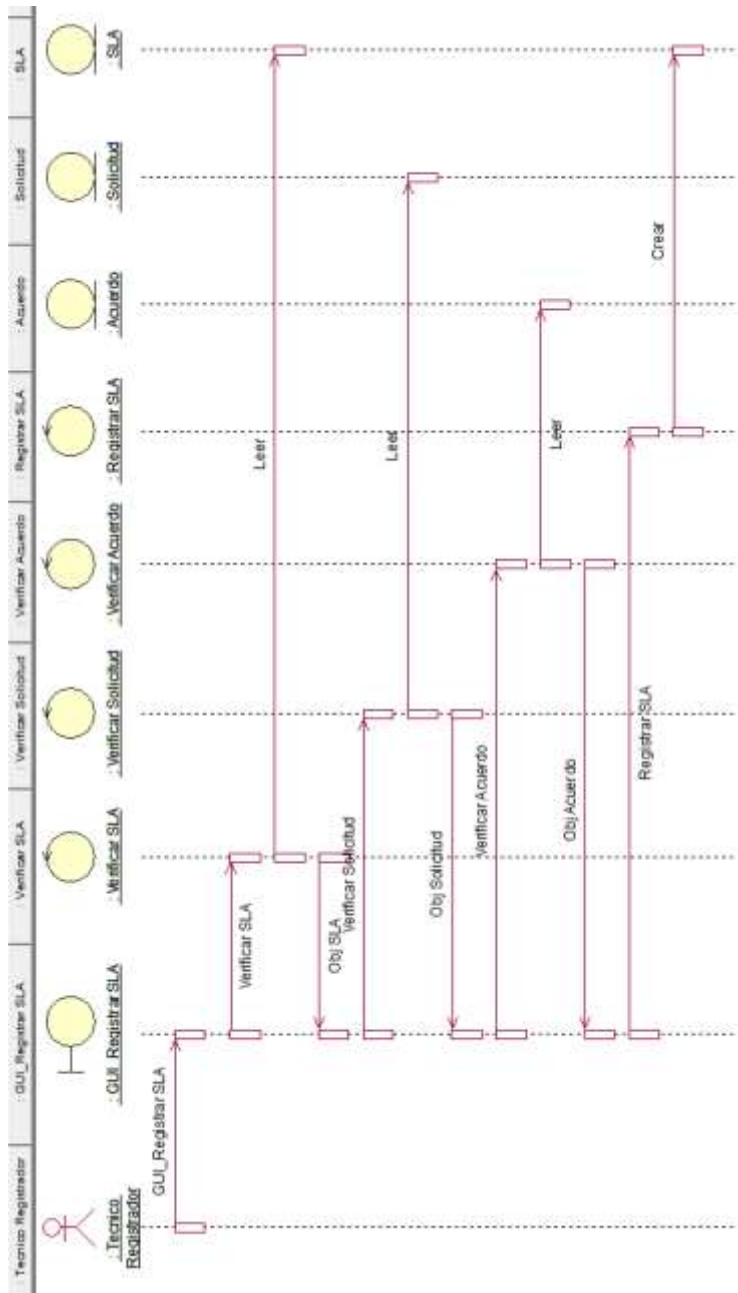 : Tecnico Registrador
: GUI_Registrar SLA
: Verificar SLA
: Verificar Solicitud
: Verificar Acuerdo
: Registrar SLA
: Acuerdo
: Solicitud
: SLA
: Tecnico
Registrador
: GUI_Registrar SLA
: Verificar SLA
: Verificar Solicitud
: Verificar Acuerdo
: Registrar SLA
: Acuerdo
: Solicitud
: SLA
GUI_Registrar SLA
Verificar SLA
Leer
Obj SLA
Verificar Solicitud
Leer
Obj Solicitud
Verificar Acuerdo
Leer
Obj Acuerdo
Registrar SLA
Crear